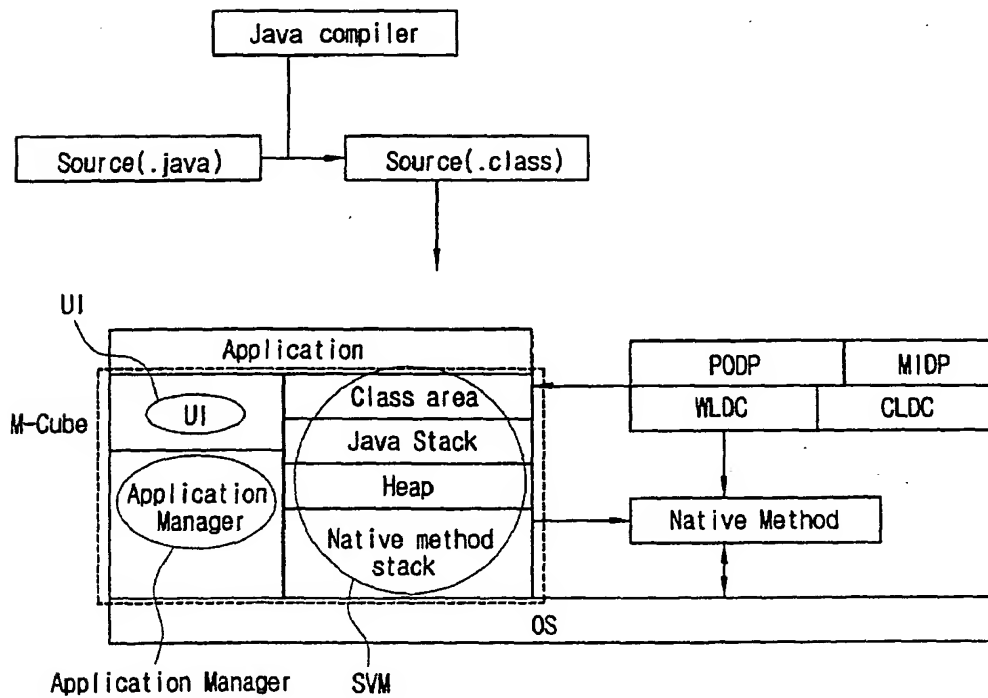 Java compiler
Source(.java)
Source(.class)
UI
Application
PODP
MIDP
M-Cube
UI
Class area
WLDC
CLDC
Java Stack
Application
Manager
Heap
Native Method
Native method
stack
OS
Application Manager
SVM